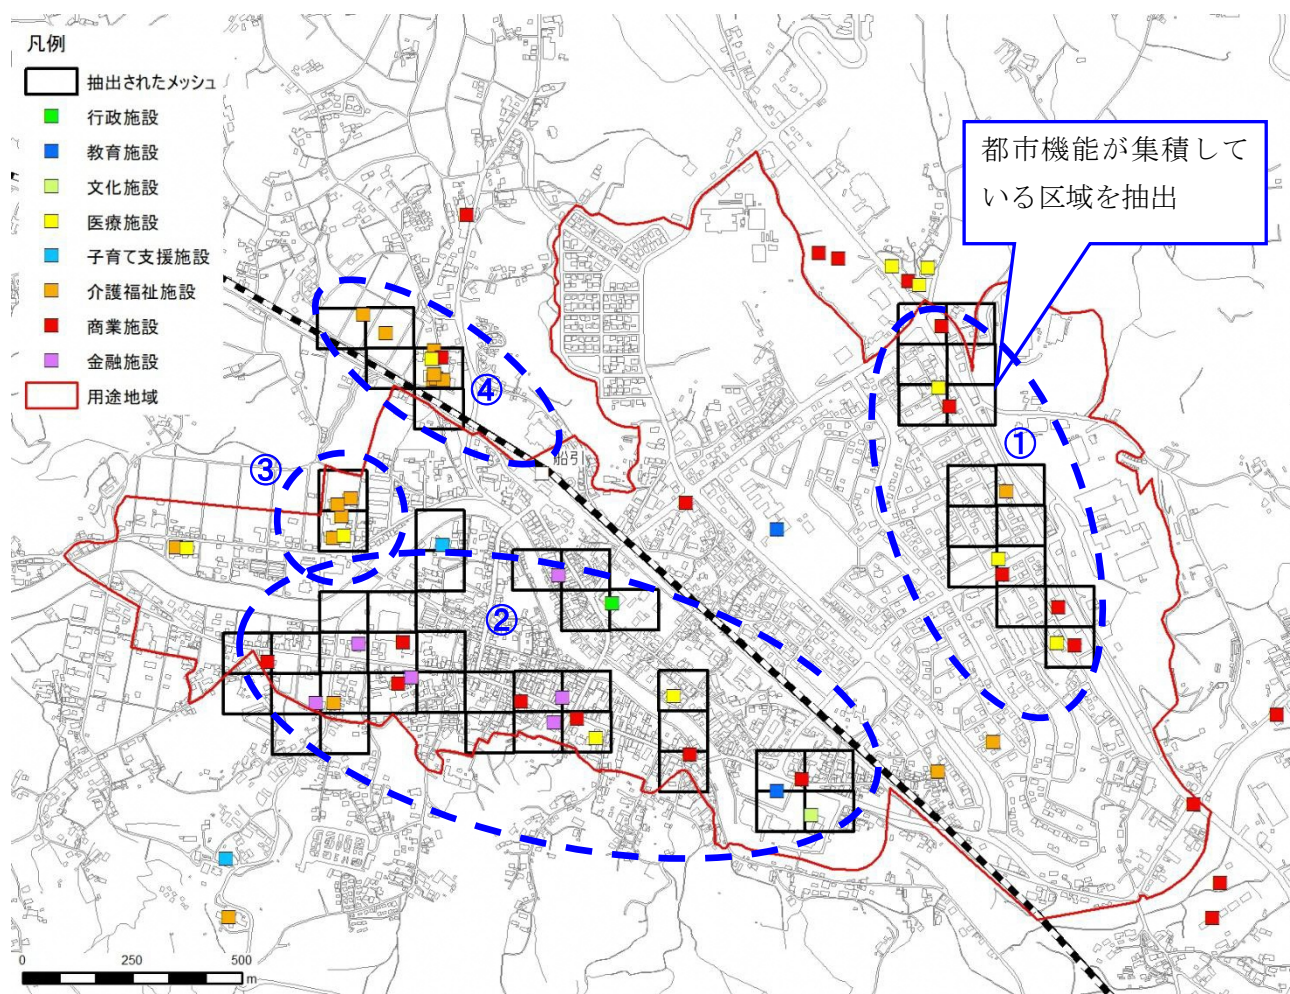 凡例
抽出されたメッシュ
行政施設
教育施設
文化施設
医療施設
子育て支援施設
介護福祉施設
商業施設
金融施設
用途地域
都市機能が集積して
いる区域を抽出
①
④
船引
③
②
0 250 500
m